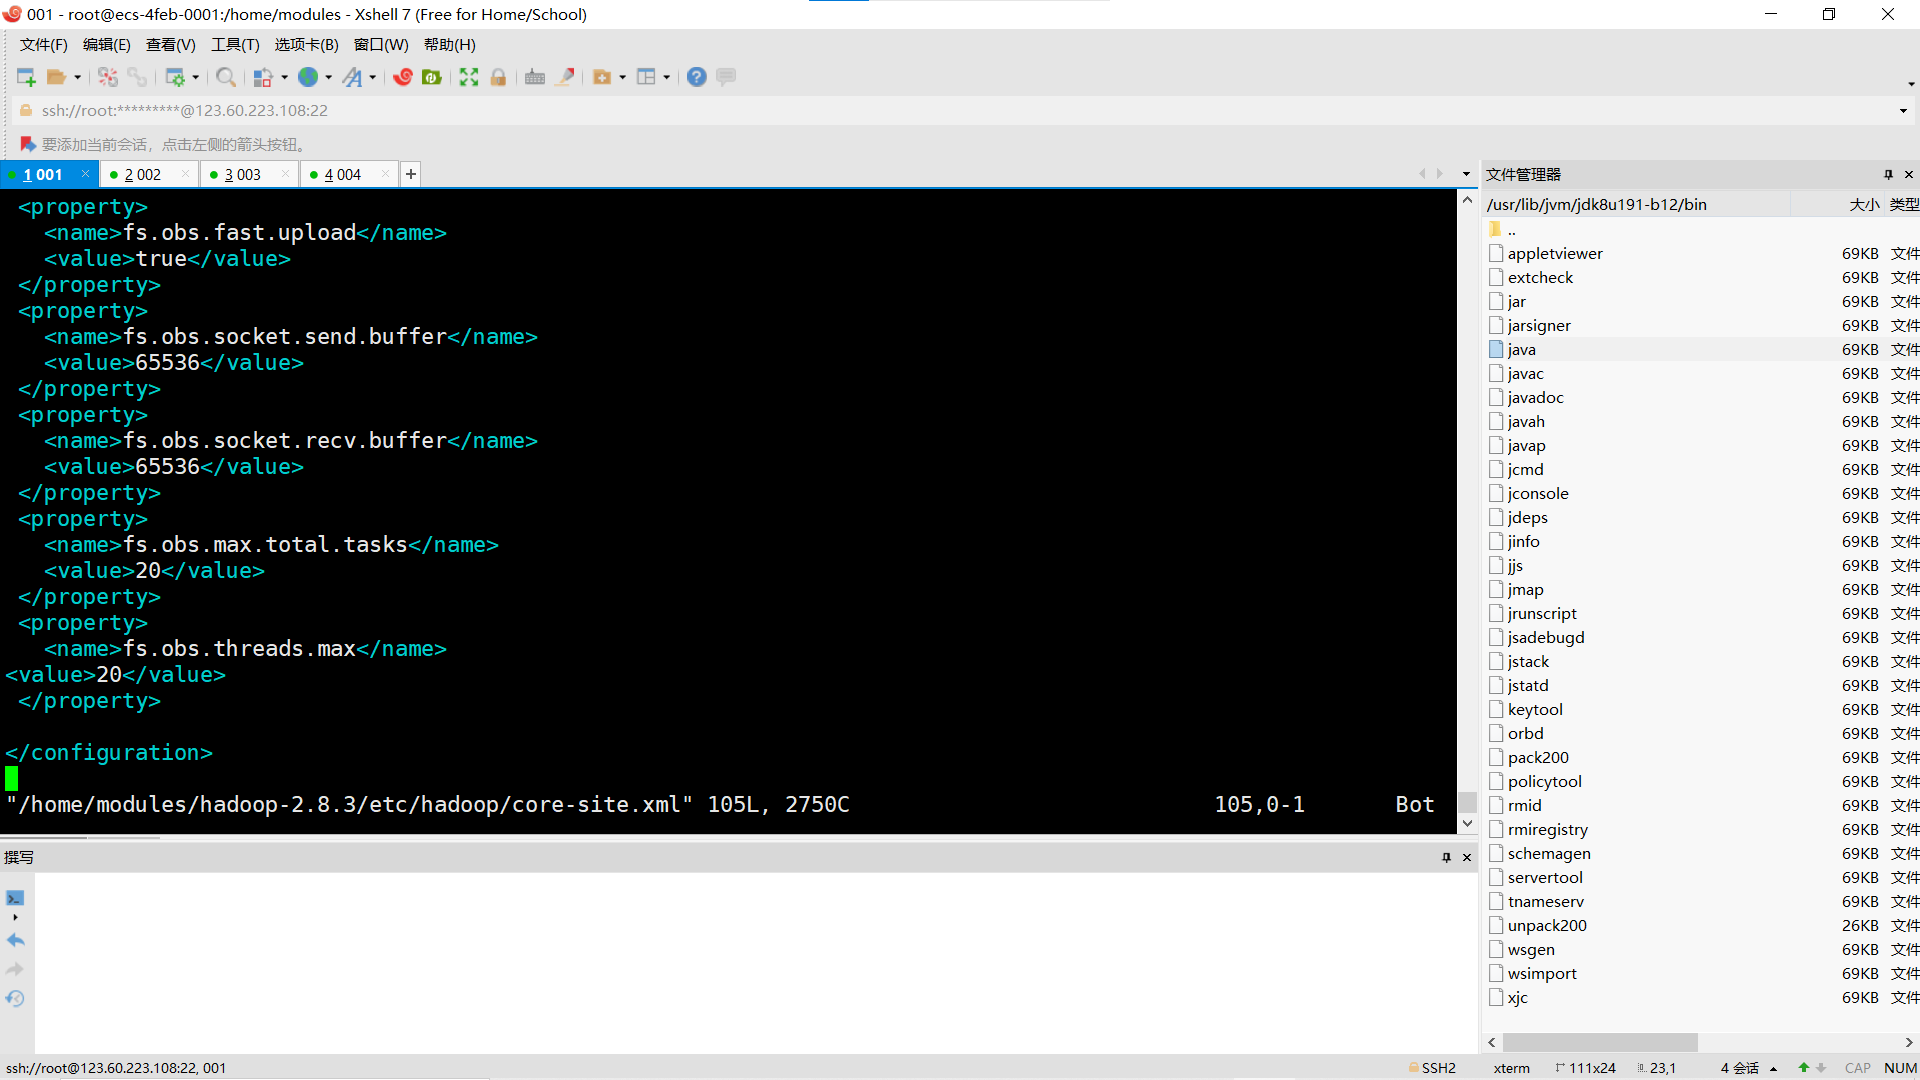 001 - root@ecs-4feb-0001:/home/modules - Xshell 7 (Free for Home/School)
文件(F) 编辑(E) 查看(V) 工具(T) 选项卡(B) 窗口(W) 帮助(H)
ssh://root:*********@123.60.223.108:22
要添加当前会话，点击左侧的箭头按钮。
1 001 2 002 3 003 4 004
<property>
<name>fs.obs.fast.upload</name>
<value>true</value>
</property>
<property>
<name>fs.obs.socket.send.buffer</name>
<value>65536</value>
</property>
<property>
<name>fs.obs.socket.recv.buffer</name>
<value>65536</value>
</property>
<property>
<name>fs.obs.max.total.tasks</name>
<value>20</value>
</property>
<property>
<name>fs.obs.threads.max</name>
<value>20</value>
</property>
</configuration>
"/home/modules/hadoop-2.8.3/etc/hadoop/core-site.xml" 105L, 2750C 105,0-1 Bot
撰写
文件管理器
/usr/lib/jvm/jdk8u191-b12/bin 大小 类型
..
appletviewer 69KB 文件
extcheck 69KB 文件
jar 69KB 文件
jarsigner 69KB 文件
java 69KB 文件
javac 69KB 文件
javadoc 69KB 文件
javah 69KB 文件
javap 69KB 文件
jcmd 69KB 文件
jconsole 69KB 文件
jdeps 69KB 文件
jinfo 69KB 文件
jjs 69KB 文件
jmap 69KB 文件
jrunscript 69KB 文件
jsadebugd 69KB 文件
jstack 69KB 文件
jstatd 69KB 文件
keytool 69KB 文件
orbd 69KB 文件
pack200 69KB 文件
policytool 69KB 文件
rmid 69KB 文件
rmiregistry 69KB 文件
schemagen 69KB 文件
servertool 69KB 文件
tnameserv 69KB 文件
unpack200 26KB 文件
wsgen 69KB 文件
wsimport 69KB 文件
xjc 69KB 文件
ssh://root@123.60.223.108:22, 001 SSH2 xterm 111x24 23,1 4 会话 CAP NUM